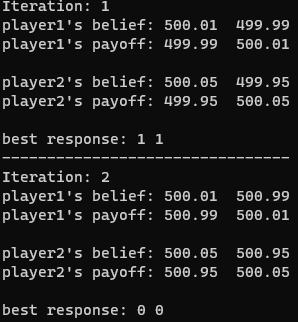 Iteration: 1
player1's belief: 500.01  499.99
player1's payoff: 499.99  500.01

player2's belief: 500.05  499.95
player2's payoff: 499.95  500.05

best response: 1 1
--------------------------------
Iteration: 2
player1's belief: 500.01  500.99
player1's payoff: 500.99  500.01

player2's belief: 500.05  500.95
player2's payoff: 500.95  500.05

best response: 0 0